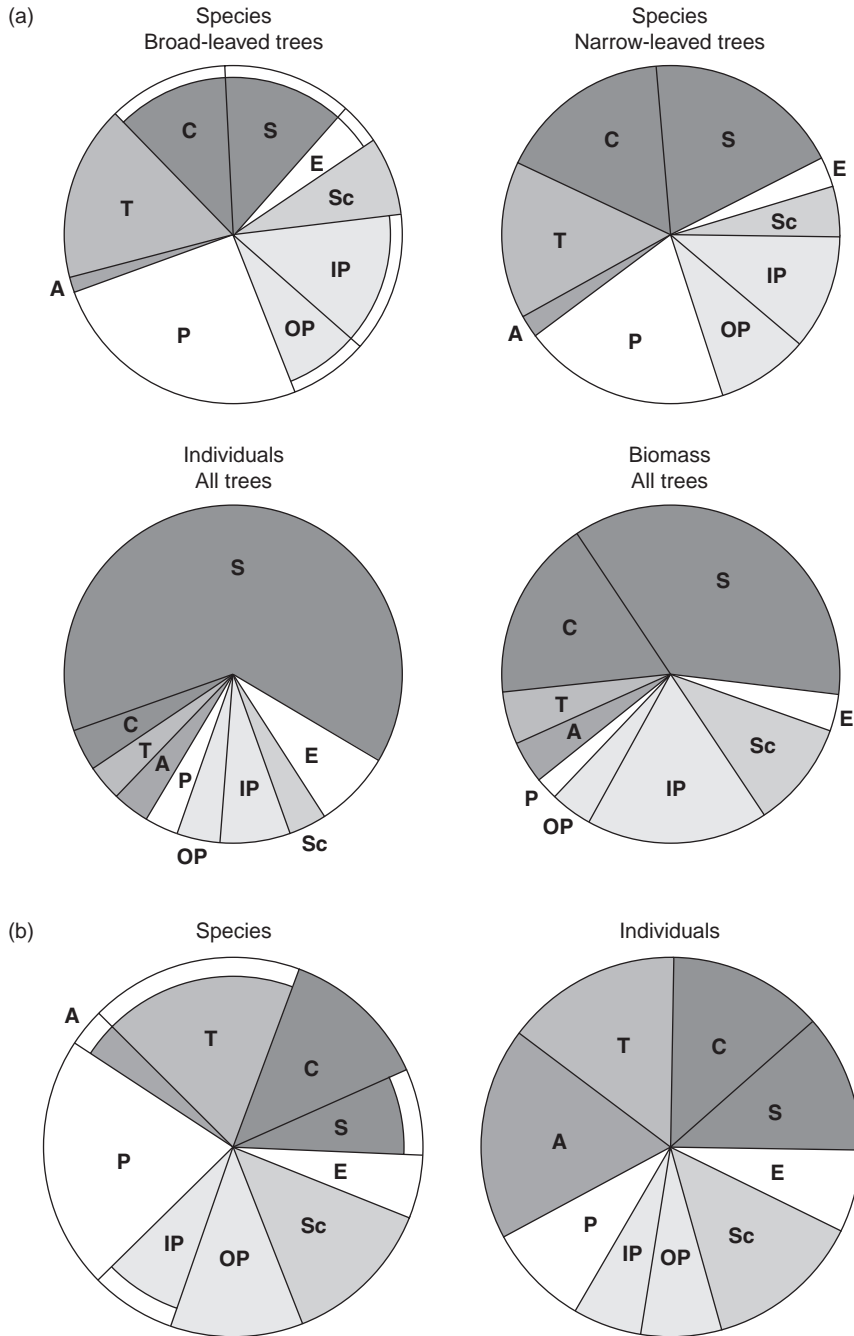 (a)
Species
Broad-leaved trees
C
S
E
Sc
IP
OP
P
A
T
Species
Narrow-leaved trees
C
S
E
Sc
IP
OP
P
A
T
Individuals
All trees
S
E
Sc
IP
OP
P
A
T
C
Biomass
All trees
S
E
Sc
IP
OP
P
A
T
C
(b)
Species
A
T
C
S
E
Sc
OP
IP
P
Individuals
T
C
S
E
Sc
OP
IP
P
A